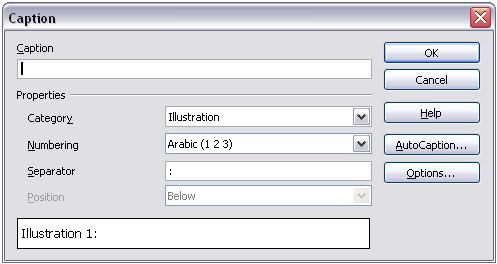 Caption
Caption
OK
Cancel
Properties
Category
Illustration
Help
Numbering
Arabic (1 2 3)
AutoCaption...
Separator
:
Options...
Position
Below
Illustration 1: